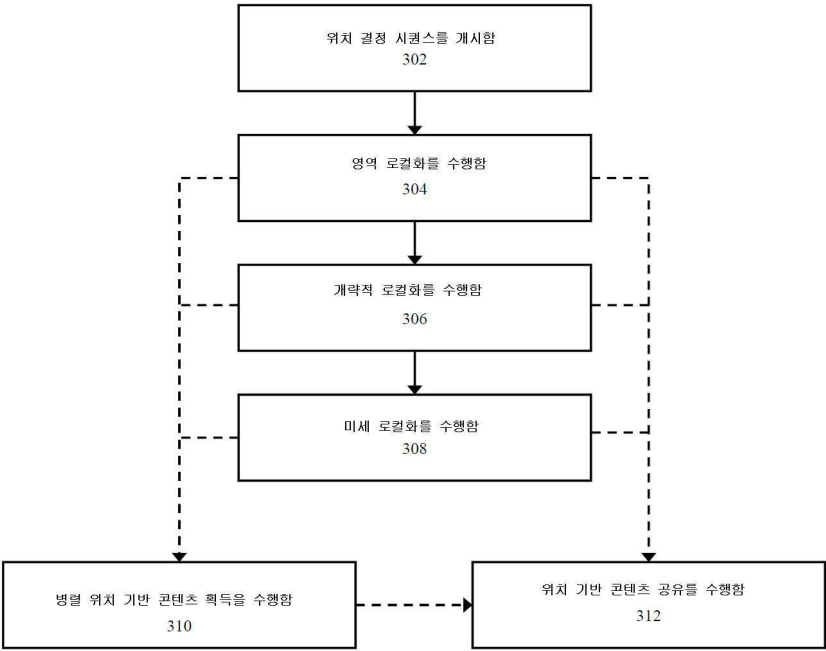 위치 결정 시퀀스를 개시함
302
영역 로컬화를 수행함
304
개략적 로컬화를 수행함
306
미세 로컬화를 수행함
308
병렬 위치 기반 콘텐츠 획득을 수행함
310
위치 기반 콘텐츠 공유를 수행함
312